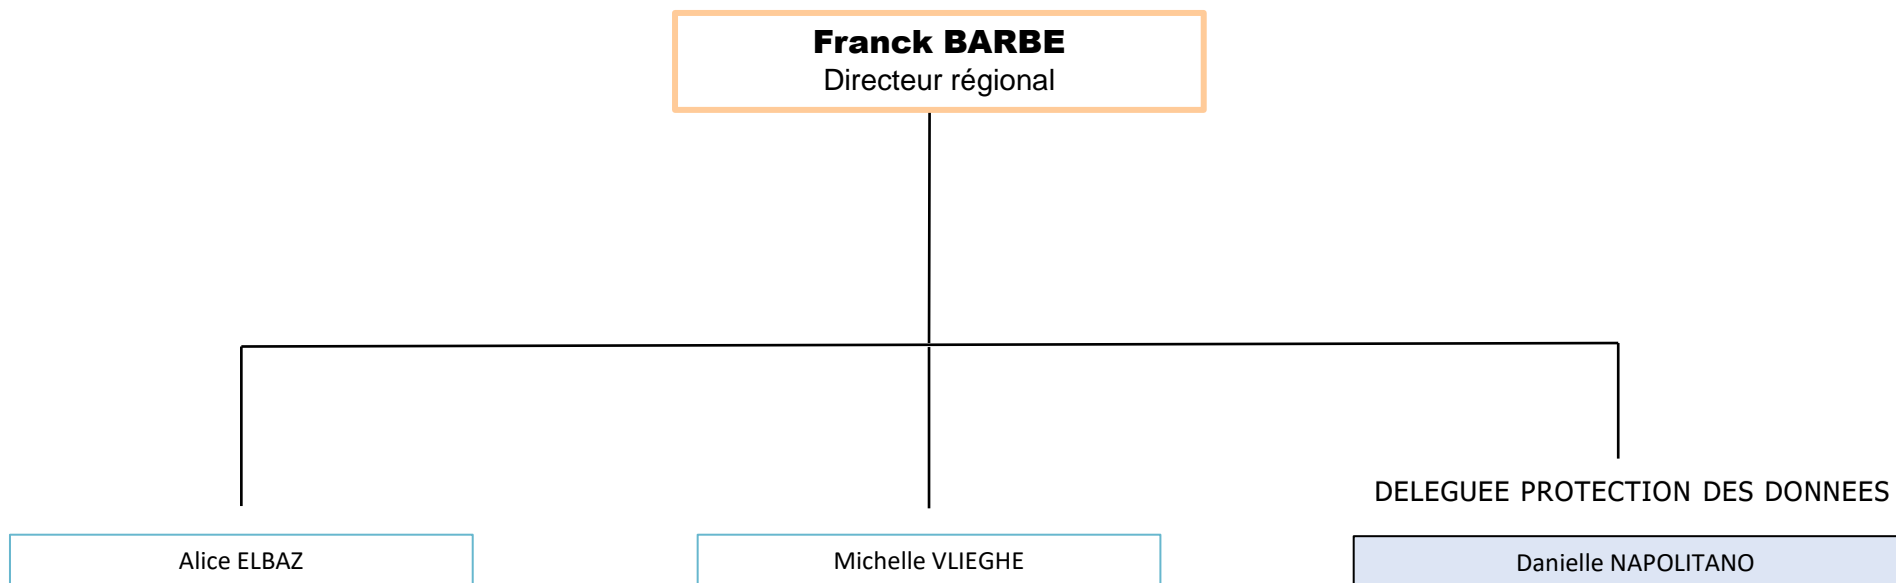 Franck BARBE
Directeur régional
DELEGUEE PROTECTION DES DONNEES
Alice ELBAZ
Michelle VLIEGHE
Danielle NAPOLITANO